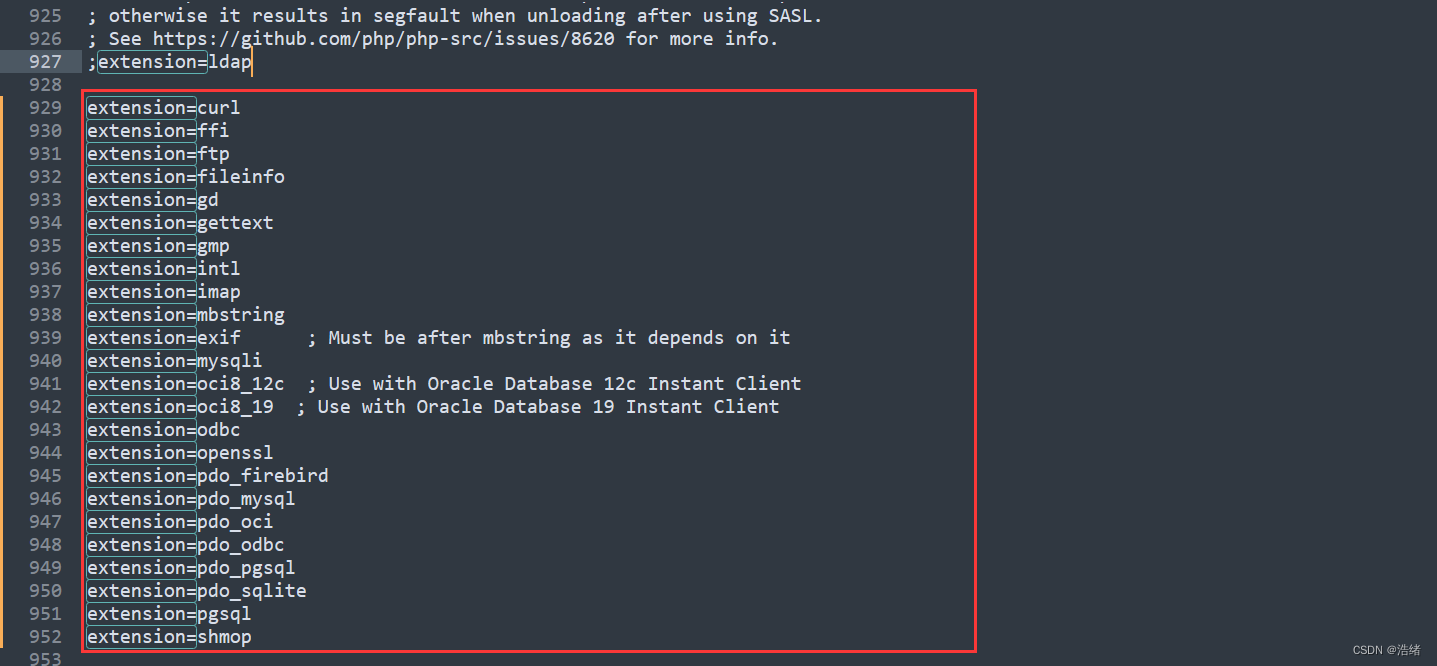 925 ; otherwise it results in segfault when unloading after using SASL.
926 ; See https://github.com/php/php-src/issues/8620 for more info.
927 ;extension=ldap
928
929 extension=curl
930 extension=ffi
931 extension=ftp
932 extension=fileinfo
933 extension=gd
934 extension=gettext
935 extension=gmp
936 extension=intl
937 extension=imap
938 extension=mbstring
939 extension=exif      ; Must be after mbstring as it depends on it
940 extension=mysqli
941 extension=oci8_12c  ; Use with Oracle Database 12c Instant Client
942 extension=oci8_19  ; Use with Oracle Database 19 Instant Client
943 extension=odbc
944 extension=openssl
945 extension=pdo_firebird
946 extension=pdo_mysql
947 extension=pdo_oci
948 extension=pdo_odbc
949 extension=pdo_pgsql
950 extension=pdo_sqlite
951 extension=pgsql
952 extension=shmop
953
CSDN @浩绪